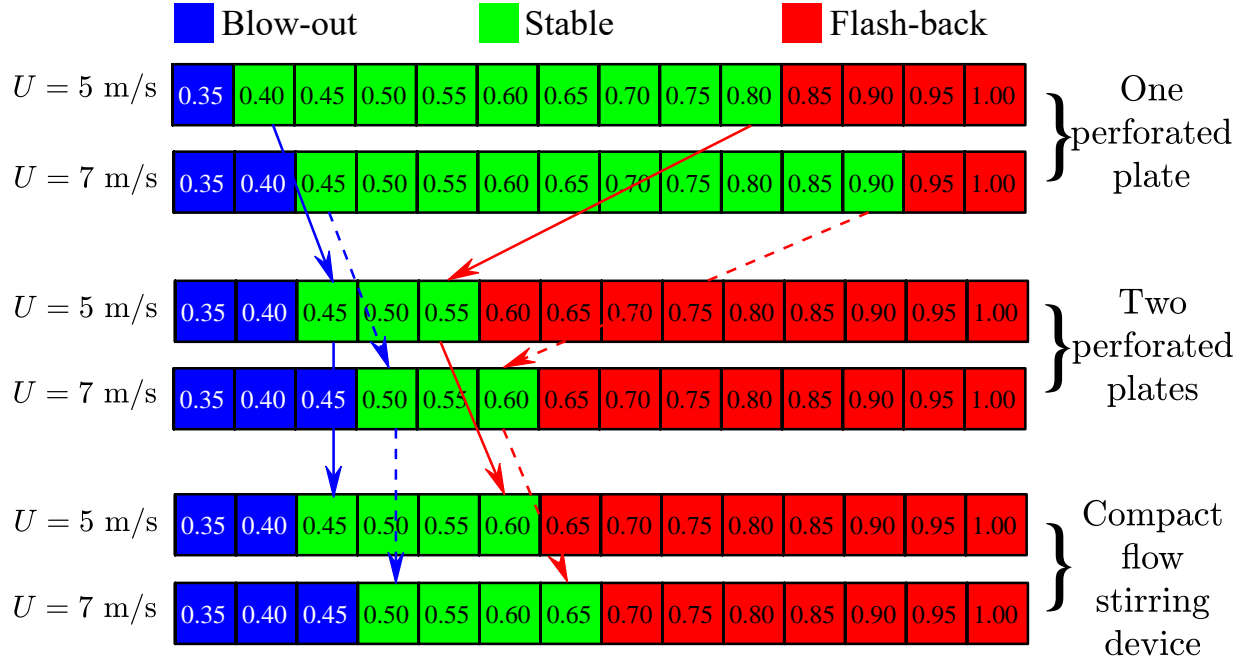 Blow-out Stable Flash-back
U = 5 m/s 0.35 0.40 0.45 0.50 0.55 0.60 0.65 0.70 0.75 0.80 0.85 0.90 0.95 1.00
U = 7 m/s 0.35 0.40 0.45 0.50 0.55 0.60 0.65 0.70 0.75 0.80 0.85 0.90 0.95 1.00
One
perforated
plate
U = 5 m/s 0.35 0.40 0.45 0.50 0.55 0.60 0.65 0.70 0.75 0.80 0.85 0.90 0.95 1.00
U = 7 m/s 0.35 0.40 0.45 0.50 0.55 0.60 0.65 0.70 0.75 0.80 0.85 0.90 0.95 1.00
Two
perforated
plates
U = 5 m/s 0.35 0.40 0.45 0.50 0.55 0.60 0.65 0.70 0.75 0.80 0.85 0.90 0.95 1.00
U = 7 m/s 0.35 0.40 0.45 0.50 0.55 0.60 0.65 0.70 0.75 0.80 0.85 0.90 0.95 1.00
Compact
flow
stirring
device